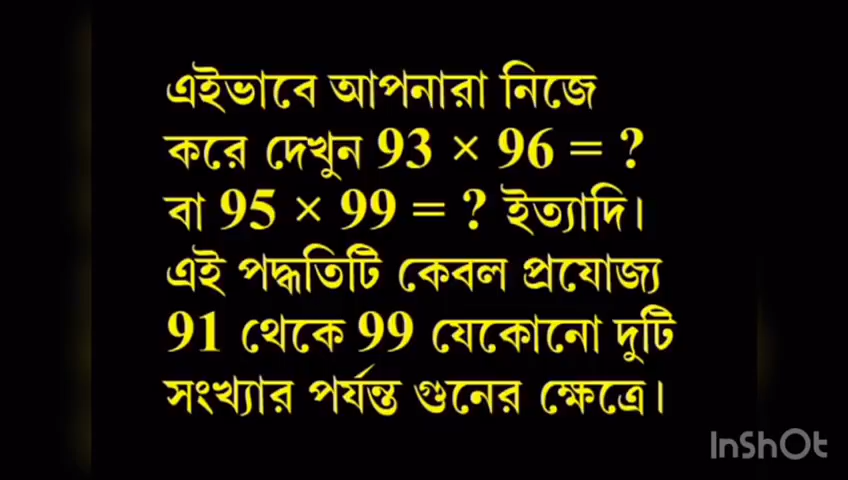 এইভাবে আপনারা নিজে
করে দেখুন 93 × 96 = ?
বা 95 × 99 = ? ইত্যাদি।
এই পদ্ধতিটি কেবল প্রযোজ্য
91 থেকে 99 যেকোনো দুটি
সংখ্যার পর্যন্ত গুনের ক্ষেত্রে।
InShOt